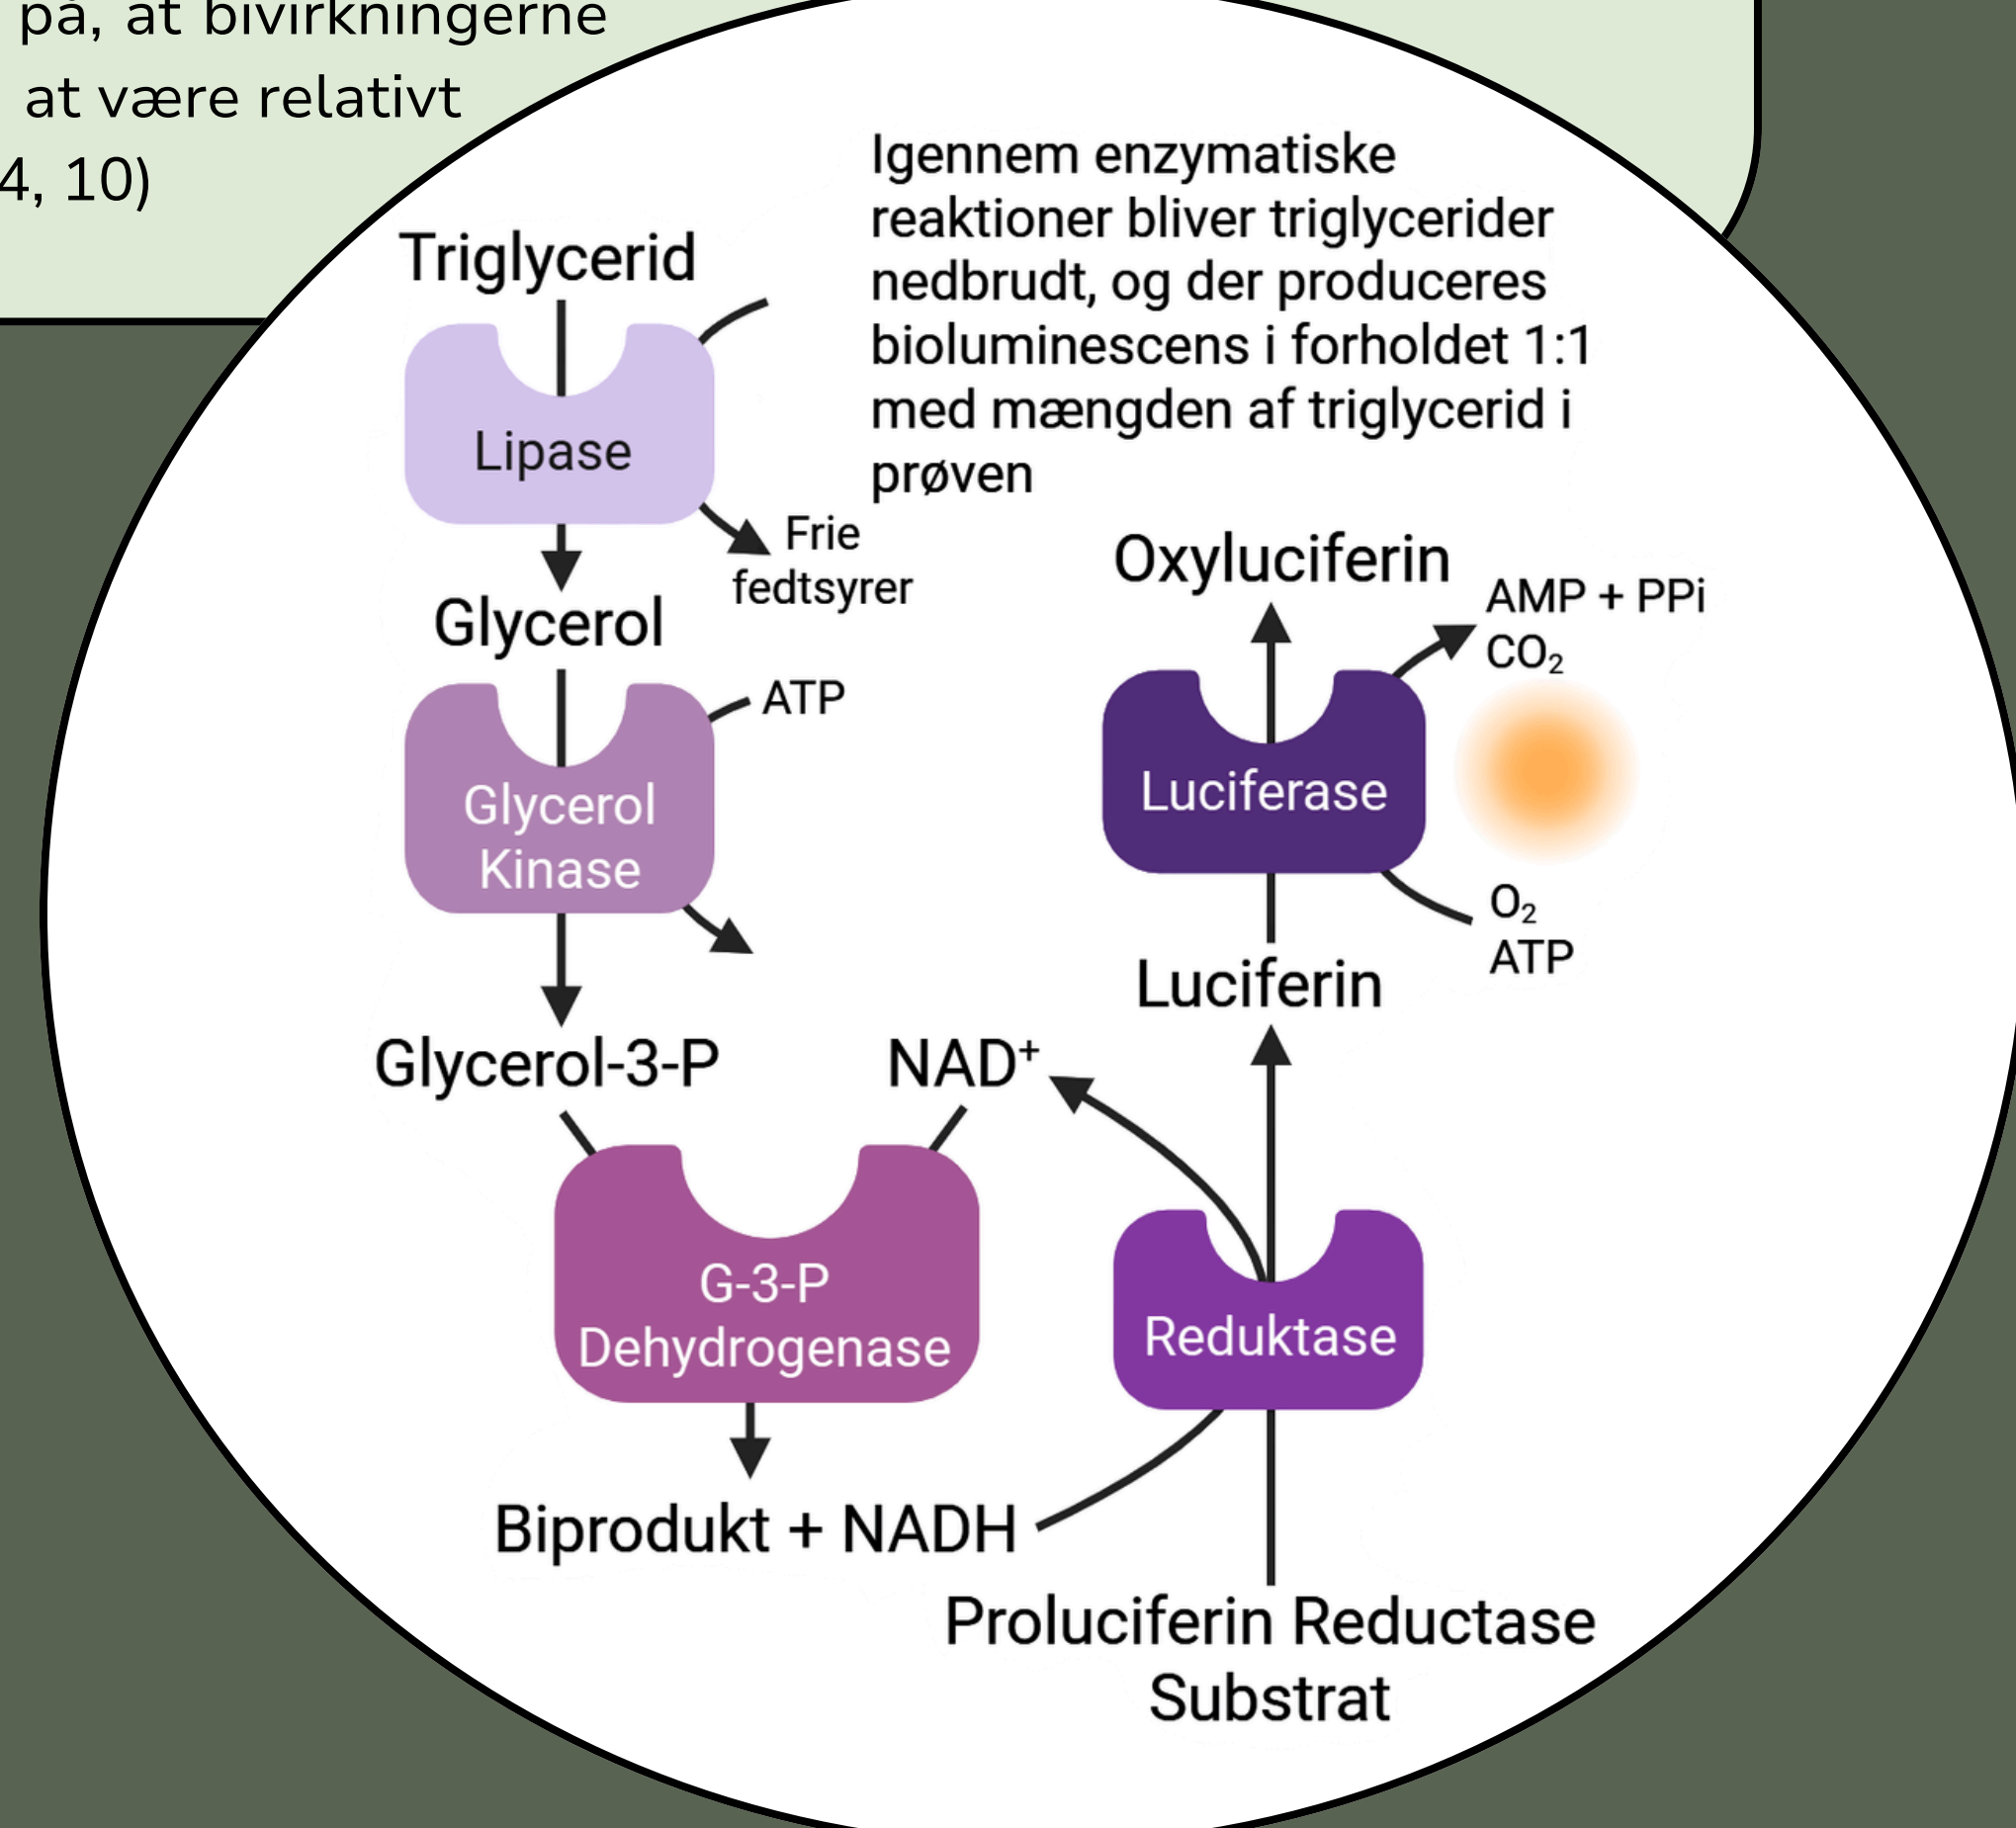 på, at bivirkningerne
at være relativt
4, 10)
Igennem enzymatiske
reaktioner bliver triglycerider
nedbrudt, og der produceres
bioluminescens i forholdet 1:1
med mængden af triglycerid i
prøven
Triglycerid
Lipase
Frie
fedtsyrer
Glycerol
ATP
Glycerol
Kinase
Glycerol-3-P
NAD⁺
G-3-P
Dehydrogenase
Biprodukt + NADH
Oxyluciferin
AMP + PPi
CO₂
Luciferase
O₂
ATP
Luciferin
Reduktase
Proluciferin Reductase
Substrat